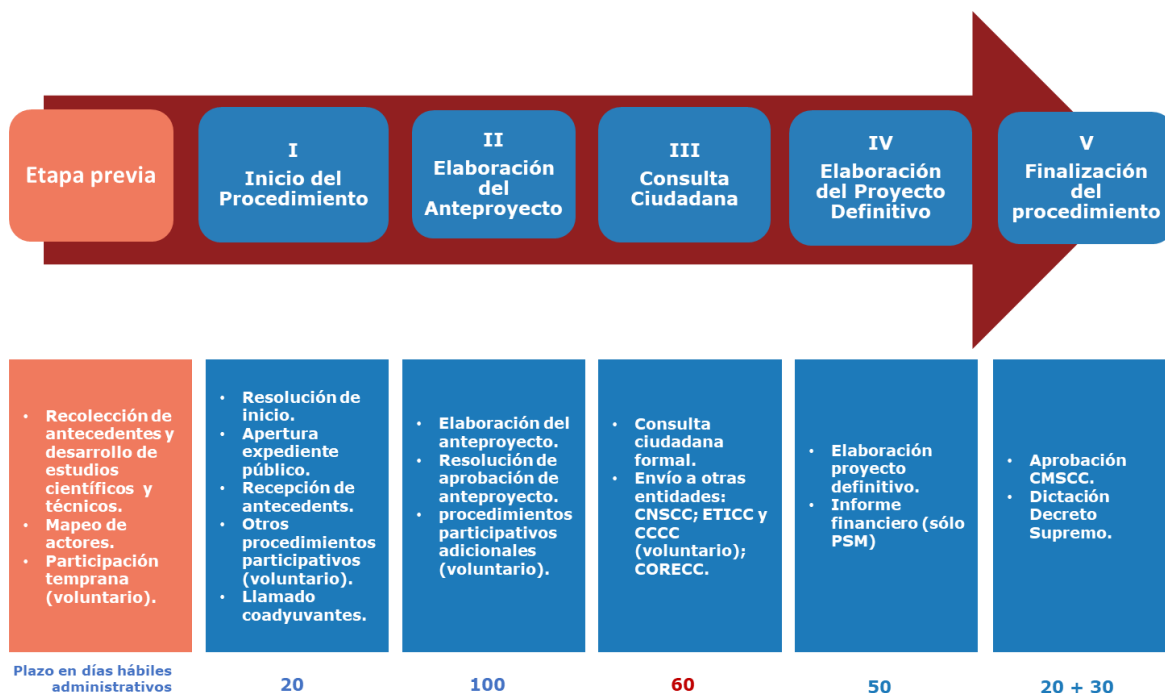 Etapa previa
I
Inicio del
Procedimiento
II
Elaboración
del
Anteproyecto
III
Consulta
Ciudadana
IV
Elaboración
del Proyecto
Definitivo
V
Finalización
del
procedimiento
• Recolección de
antecedentes y
desarrollo de
estudios
científicos y
técnicos.
• Mapeo de
actores.
• Participación
temprana
(voluntario).
• Resolución de
inicio.
• Apertura
expediente
público.
• Recepción de
antecedents.
• Otros
procedimientos
participativos
(voluntario).
• Llamado
coadyuvantes.
• Elaboración del
anteproyecto.
• Resolución de
aprobación de
anteproyecto.
• procedimientos
participativos
adicionales
(voluntario).
• Consulta
ciudadana
formal.
• Envío a otras
entidades:
CNSCC; ETICC y
CCCC
(voluntario);
CORECC.
• Elaboración
proyecto
definitivo.
• Informe
financiero (sólo
PSM)
• Aprobación
CMSCC.
• Dictación
Decreto
Supremo.
Plazo en días hábiles
administrativos
20
100
60
50
20 + 30